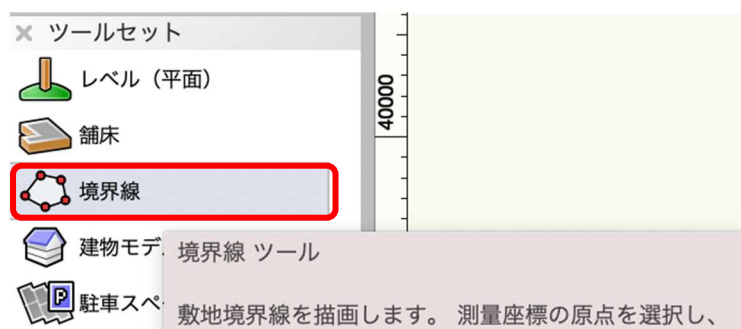 ツールセット
レベル（平面）
舗床
境界線
建物モデ
駐車スペ
40000
境界線 ツール
敷地境界線を描画します。 測量座標の原点を選択し、